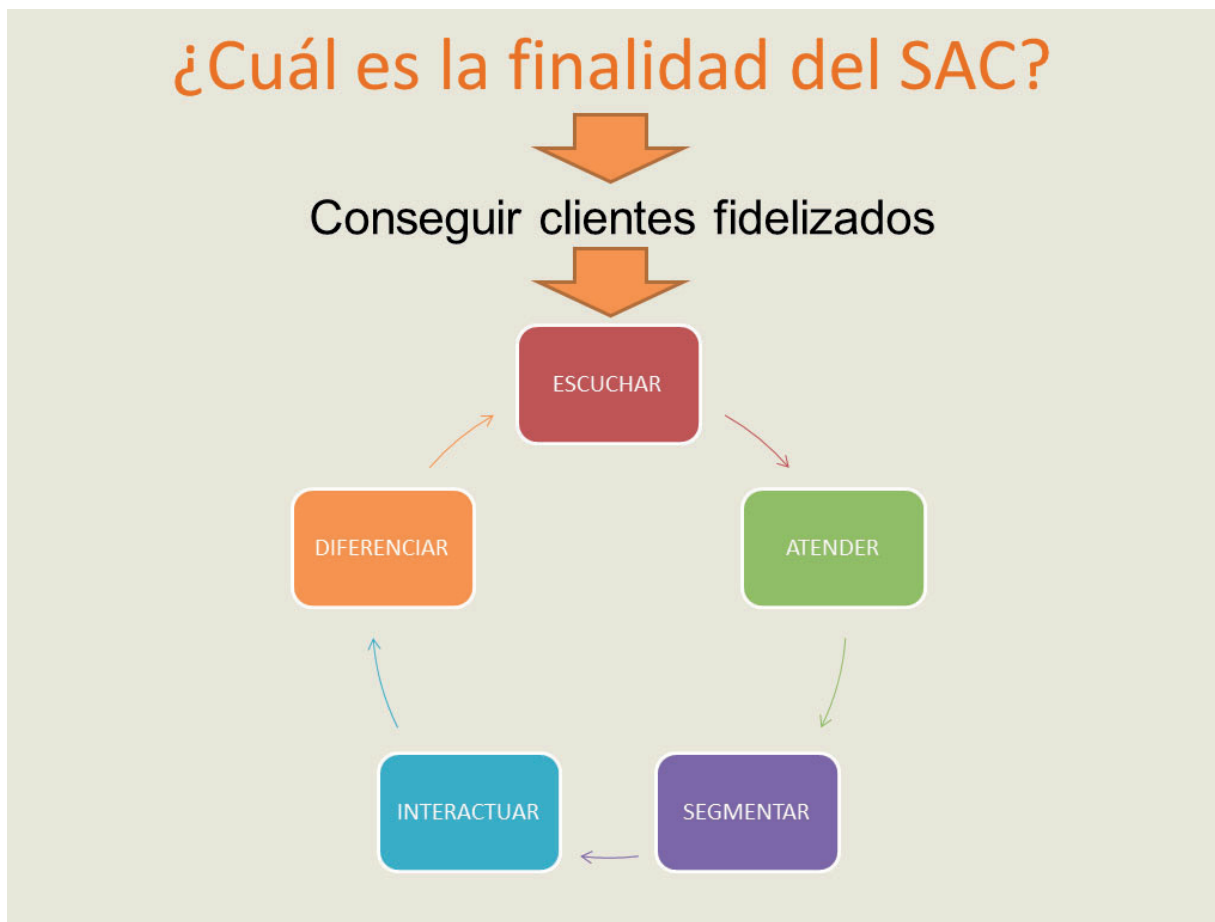 ¿Cuál es la finalidad del SAC?
Conseguir clientes fidelizados
ESCUCHAR
ATENDER
SEGMENTAR
INTERACTUAR
DIFERENCIAR